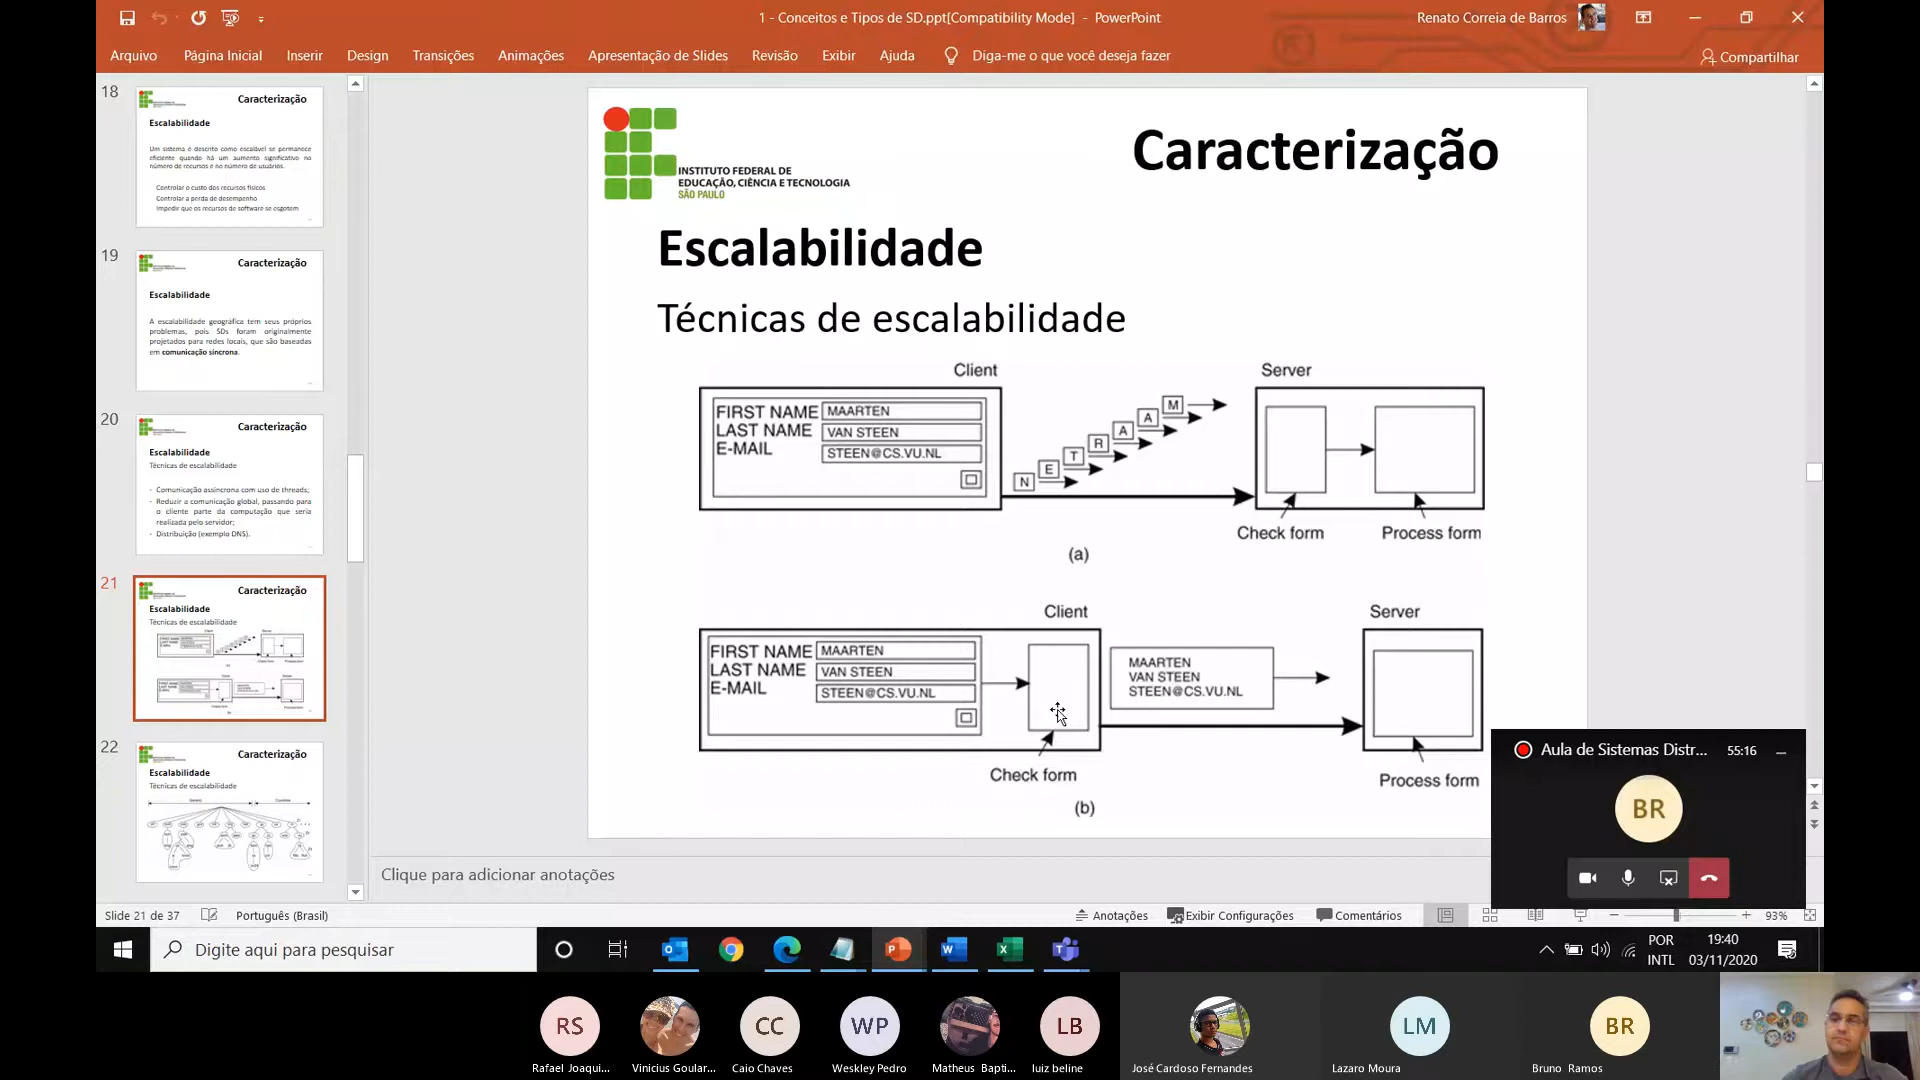 1 - Conceitos e Tipos de SD.ppt[Compatibility Mode] - PowerPoint
Renato Correia de Barros
Arquivo Página Inicial Inserir Design Transições Animações Apresentação de Slides Revisão Exibir Ajuda Diga-me o que você deseja fazer Compartilhar
18
Caracterização
Escalabilidade
Um sistema é descrito como escalável se permanece
eficiente quando há um aumento significativo no
número de recursos e no número de usuários.
Controlar o custo dos recursos físicos
Controlar a perda de desempenho
Impedir que os recursos de software se esgotem
19
Caracterização
Escalabilidade
A escalabilidade geográfica tem seus próprios
problemas, pois SDs foram originalmente
projetados para redes locais, que são baseadas
em comunicação síncrona.
20
Caracterização
Escalabilidade
Técnicas de escalabilidade
- Comunicação assíncrona com uso de threads;
- Reduzir a comunicação global, passando para
o cliente parte da computação que seria
realizada pelo servidor;
- Distribuição (exemplo DNS).
21
Caracterização
Escalabilidade
Técnicas de escalabilidade
22
Caracterização
Escalabilidade
Técnicas de escalabilidade
INSTITUTO FEDERAL DE
EDUCAÇÃO, CIÊNCIA E TECNOLOGIA
SÃO PAULO
Caracterização
Escalabilidade
Técnicas de escalabilidade
Client
Server
FIRST NAME MAARTEN
LAST NAME VAN STEEN
E-MAIL STEEN@CS.VU.NL
N E T R A A M
Check form
Process form
(a)
Client
Server
FIRST NAME MAARTEN
LAST NAME VAN STEEN
E-MAIL STEEN@CS.VU.NL
MAARTEN
VAN STEEN
STEEN@CS.VU.NL
Check form
Process form
(b)
Aula de Sistemas Distr... 55:16
BR
Clique para adicionar anotações
Slide 21 de 37 Português (Brasil) Anotações Exibir Configurações Comentários 93%
Digite aqui para pesquisar
POR
INTL
19:40
03/11/2020
RS CC WP LB LM BR
Rafael Joaqui... Vinicius Goular... Caio Chaves Weskley Pedro Matheus Bapti... luiz beline José Cardoso Fernandes Lazaro Moura Bruno Ramos